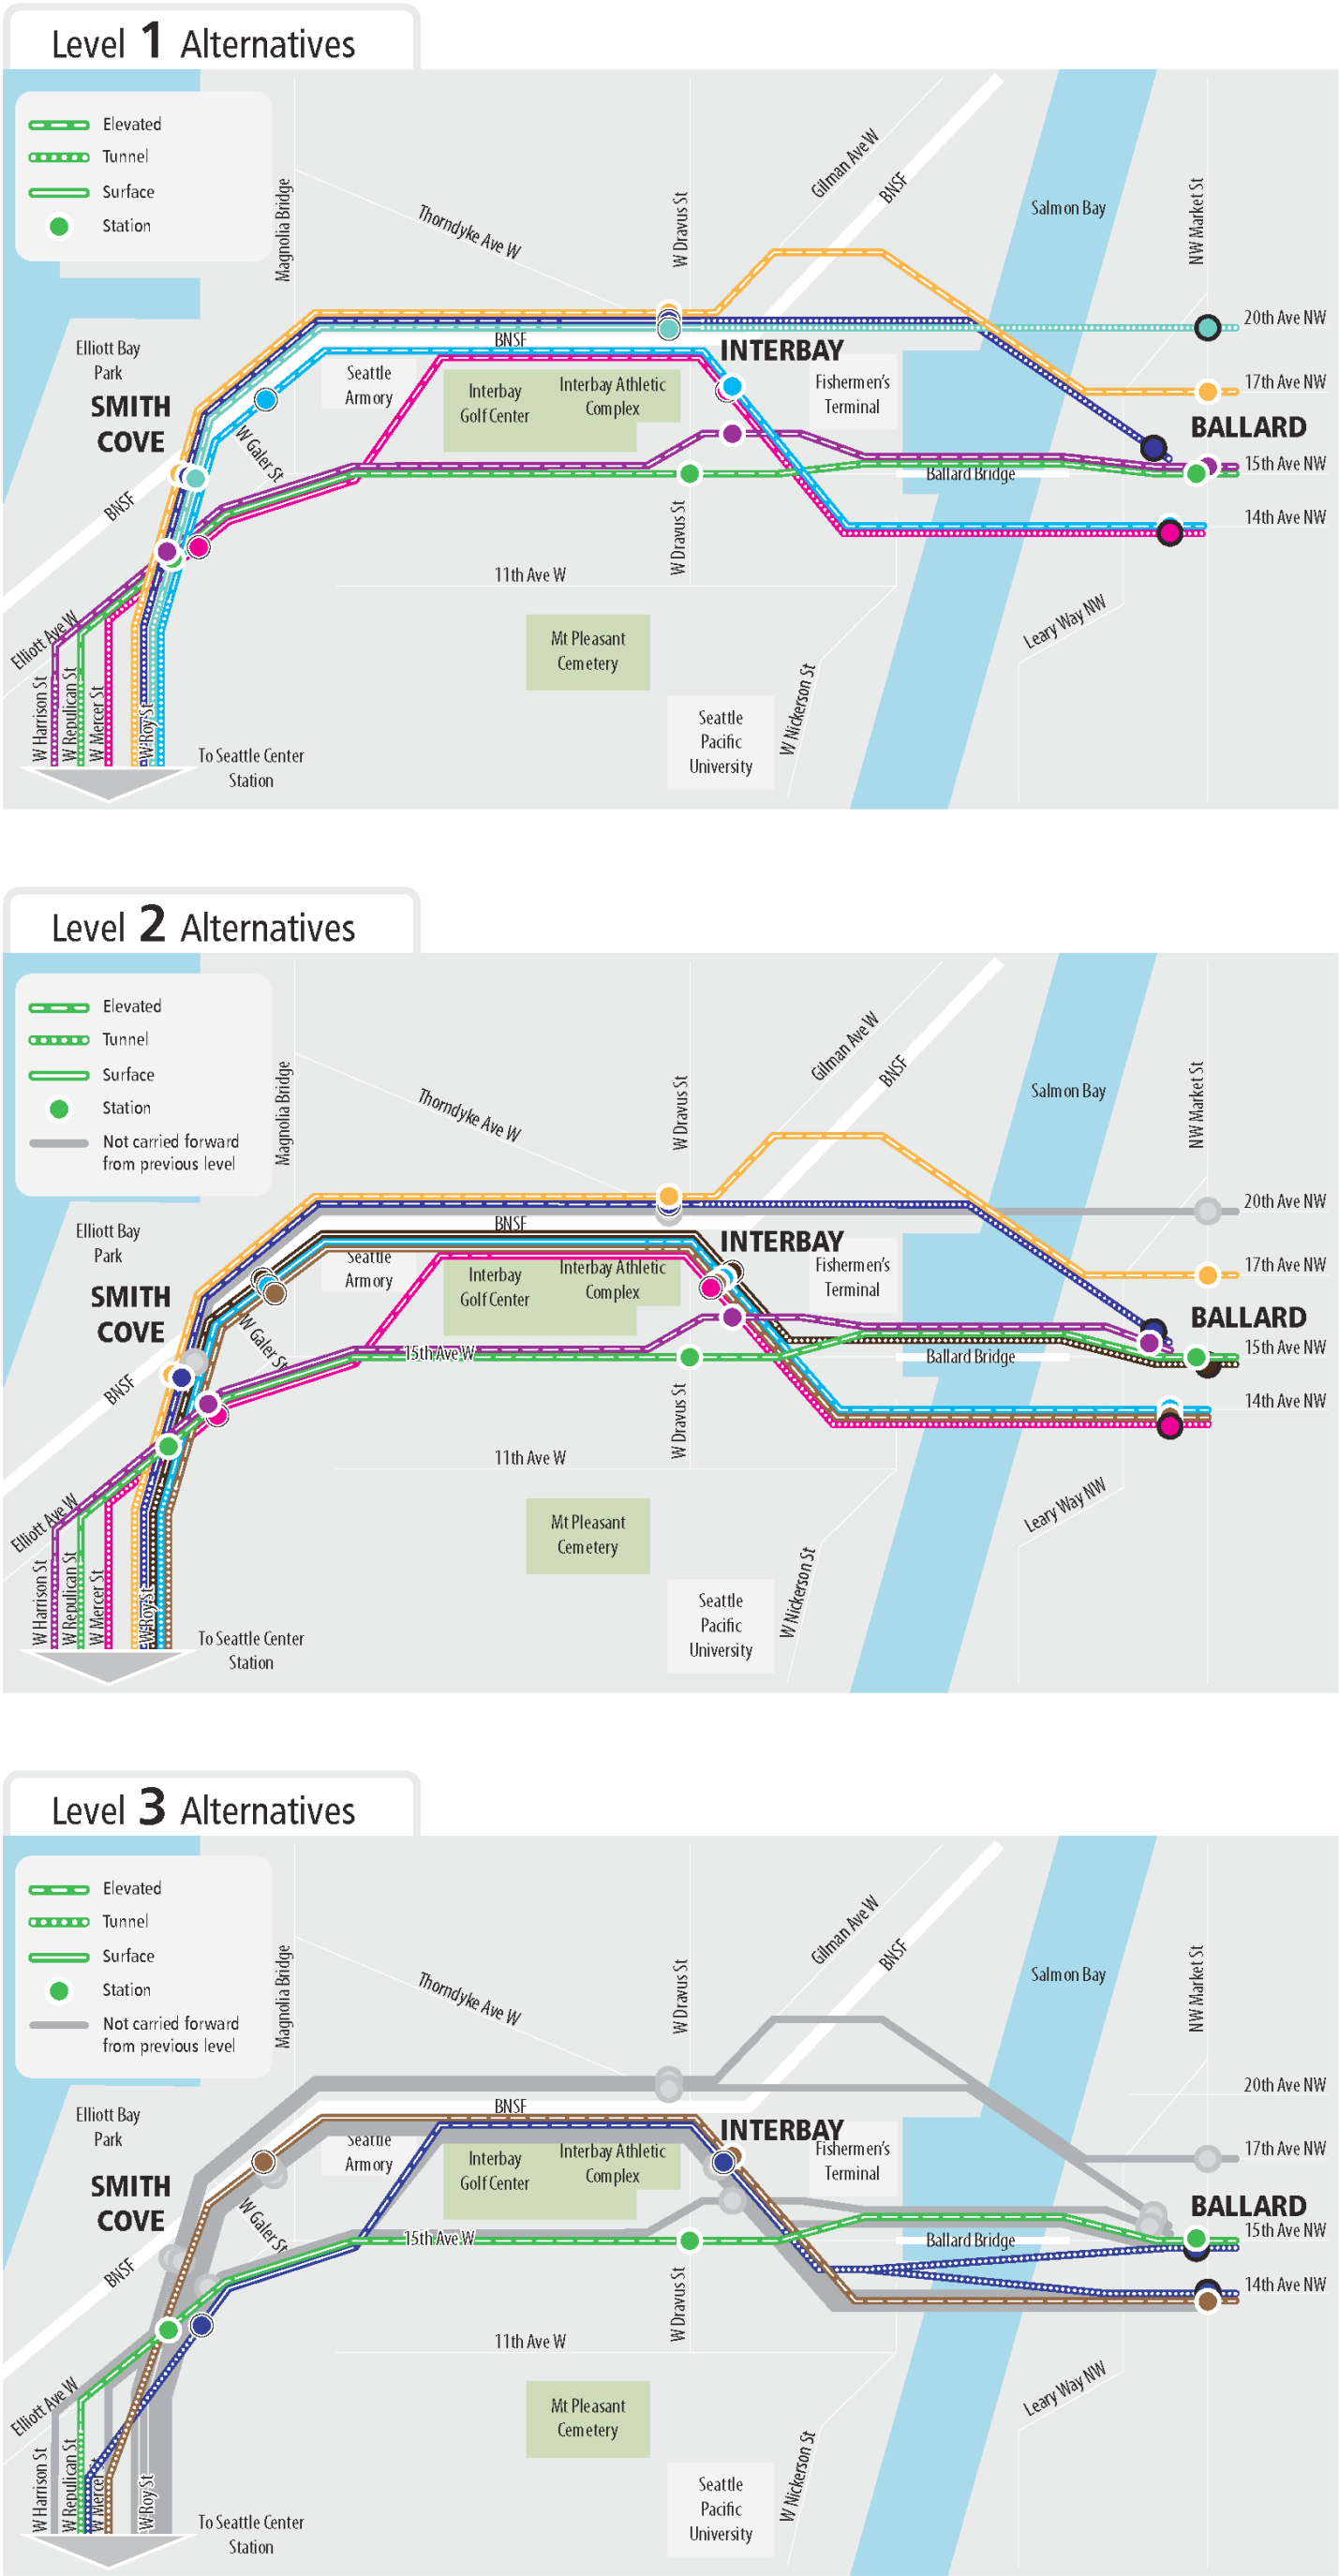 Level 1 Alternatives
Elevated
Tunnel
Surface
Station
Magnolia Bridge
Thorndyke Ave W
W Dravus St
Gilman Ave W
BNSF
Salmon Bay
NW Market St
20th Ave NW
Elliott Bay
Park
SMITH
COVE
BNSF
Seattle
Armory
Interbay
Golf Center
Interbay Athletic
Complex
INTERBAY
Fishermen's
Terminal
17th Ave NW
BALLARD
15th Ave NW
W Galer St
BNSF
Ballard Bridge
14th Ave NW
W Dravus St
11th Ave W
Elliott Ave W
Mt Pleasant
Cemetery
Leary Way NW
W Harrison St
W Repulican St
W Mercer St
W Roy St
To Seattle Center
Station
Seattle
Pacific
University
W Nickerson St
Level 2 Alternatives
Elevated
Tunnel
Surface
Station
Not carried forward
from previous level
Magnolia Bridge
Thorndyke Ave W
W Dravus St
Gilman Ave W
BNSF
Salmon Bay
NW Market St
20th Ave NW
Elliott Bay
Park
SMITH
COVE
BNSF
Seattle
Armory
Interbay
Golf Center
Interbay Athletic
Complex
INTERBAY
Fishermen's
Terminal
17th Ave NW
BALLARD
15th Ave NW
W Galer St
15th Ave W
BNSF
Ballard Bridge
14th Ave NW
W Dravus St
11th Ave W
Elliott Ave W
Mt Pleasant
Cemetery
Leary Way NW
W Harrison St
W Repulican St
W Mercer St
W Roy St
To Seattle Center
Station
Seattle
Pacific
University
W Nickerson St
Level 3 Alternatives
Elevated
Tunnel
Surface
Station
Not carried forward
from previous level
Magnolia Bridge
Thorndyke Ave W
W Dravus St
Gilman Ave W
BNSF
Salmon Bay
NW Market St
20th Ave NW
Elliott Bay
Park
SMITH
COVE
BNSF
Seattle
Armory
Interbay
Golf Center
Interbay Athletic
Complex
INTERBAY
Fishermen's
Terminal
17th Ave NW
BALLARD
15th Ave NW
W Galer St
15th Ave W
BNSF
Ballard Bridge
14th Ave NW
W Dravus St
11th Ave W
Elliott Ave W
Mt Pleasant
Cemetery
Leary Way NW
W Harrison St
W Repulican St
W Mercer St
W Roy St
To Seattle Center
Station
Seattle
Pacific
University
W Nickerson St